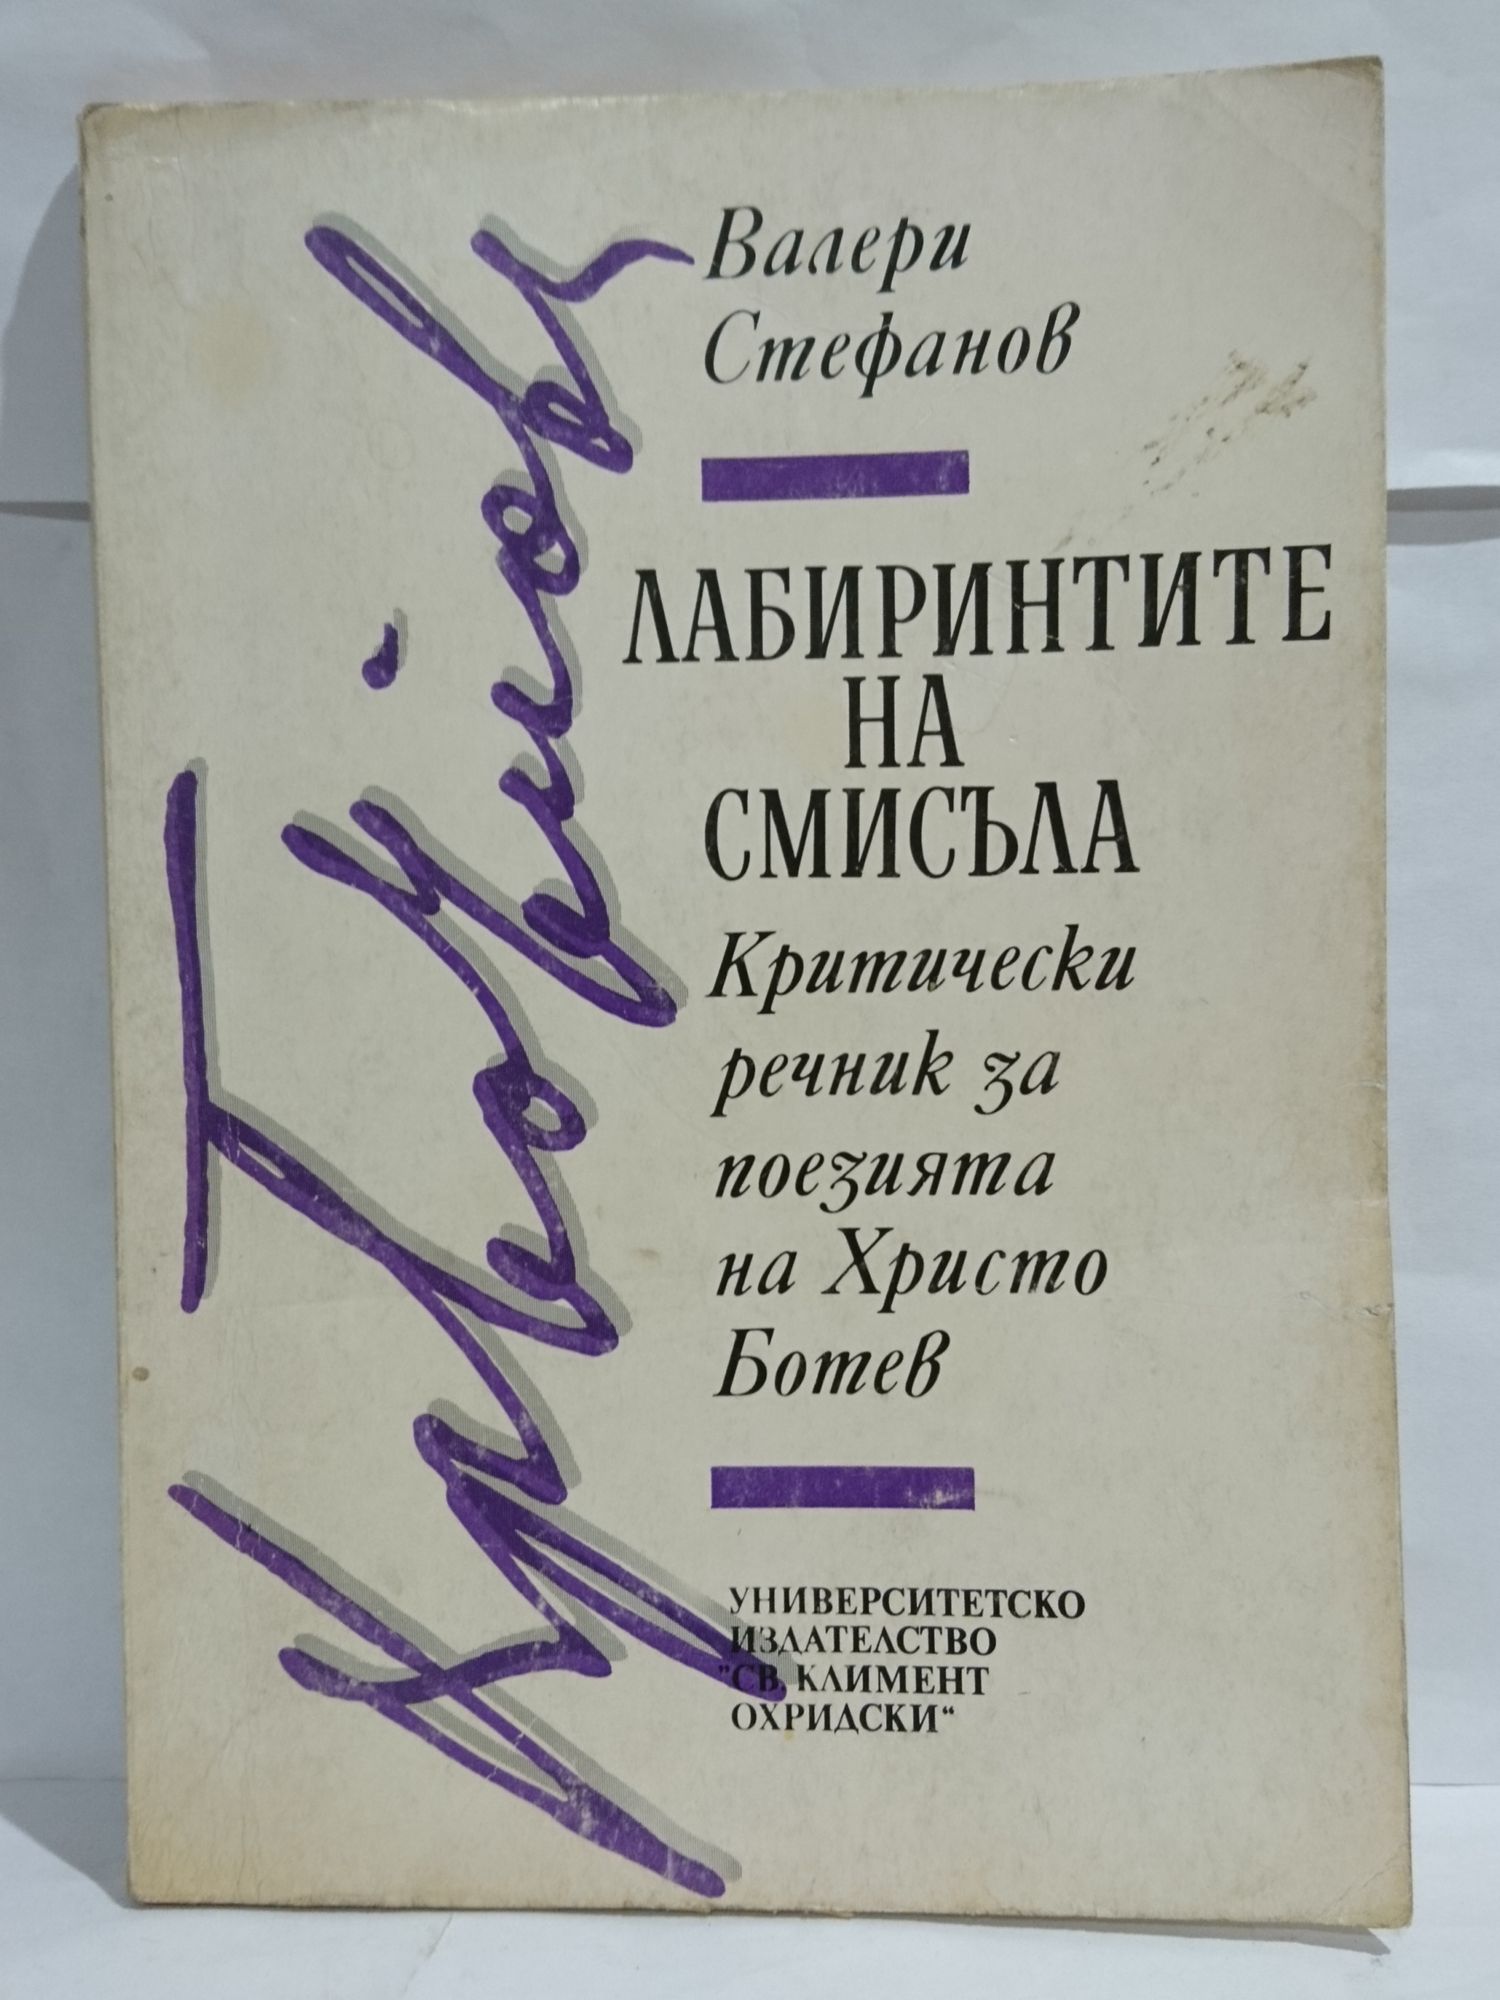 Валери
Стефанов
ЛАБИРИНТИТЕ
НА
СМИСЪЛА
Критически
речник за
поезията
на Христо
Ботев
УНИВЕРСИТЕТСКО
ИЗДАТЕЛСТВО
"СВ. КЛИМЕНТ
ОХРИДСКИ“